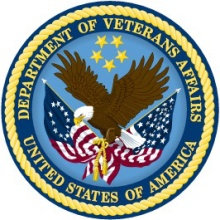 DEPARTMENT OF VETERANS AFFAIRS
UNITED STATES OF AMERICA